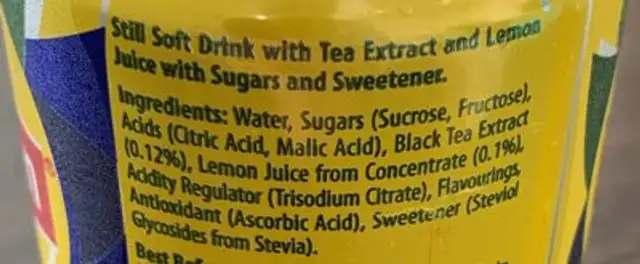 Still Soft Drink with Tea Extract and Lemon
Juice with Sugars and Sweetener.
Ingredients: Water, Sugars (Sucrose, Fructose),
Acids (Citric Acid, Malic Acid), Black Tea Extract
(0.12%), Lemon Juice from Concentrate (0.1%),
Acidity Regulator (Trisodium Citrate), Flavourings,
Antioxidant (Ascorbic Acid), Sweetener (Steviol
Glycosides from Stevia).
Best